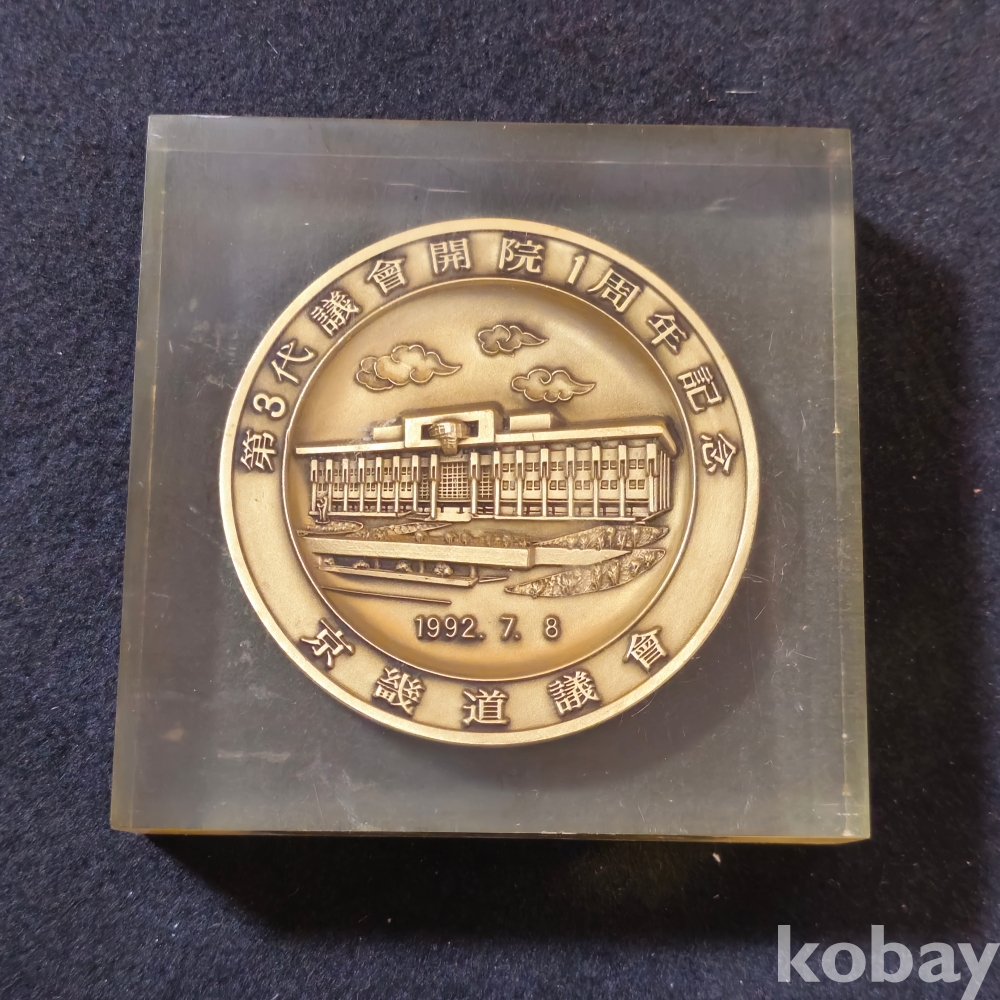 第3代議會開院1周年記念
1992. 7. 8
京畿道議會
kobay